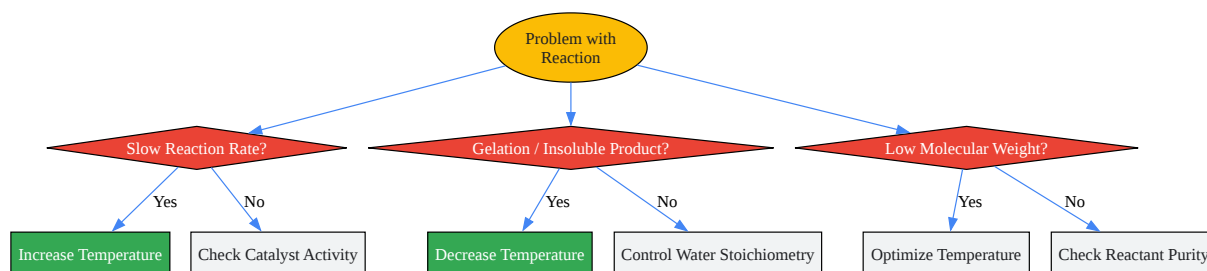 Problem with
Reaction
Slow Reaction Rate?
Gelation / Insoluble Product?
Low Molecular Weight?
Yes
No
Yes
No
Yes
No
Increase Temperature
Check Catalyst Activity
Decrease Temperature
Control Water Stoichiometry
Optimize Temperature
Check Reactant Purity